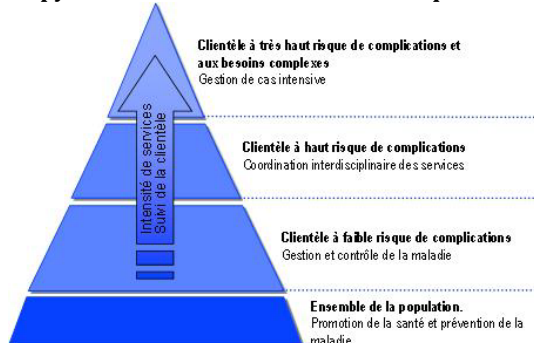 Clientèle à très haut risque de complications et
aux besoins complexes
Gestion de cas intensive
Clientèle à haut risque de complications
Coordination interdisciplinaire des services
Clientèle à faible risque de complications
Gestion et contrôle de la maladie
Ensemble de la population.
Promotion de la santé et prévention de la
maladie
Intensité de services
Suivi de la clientèle